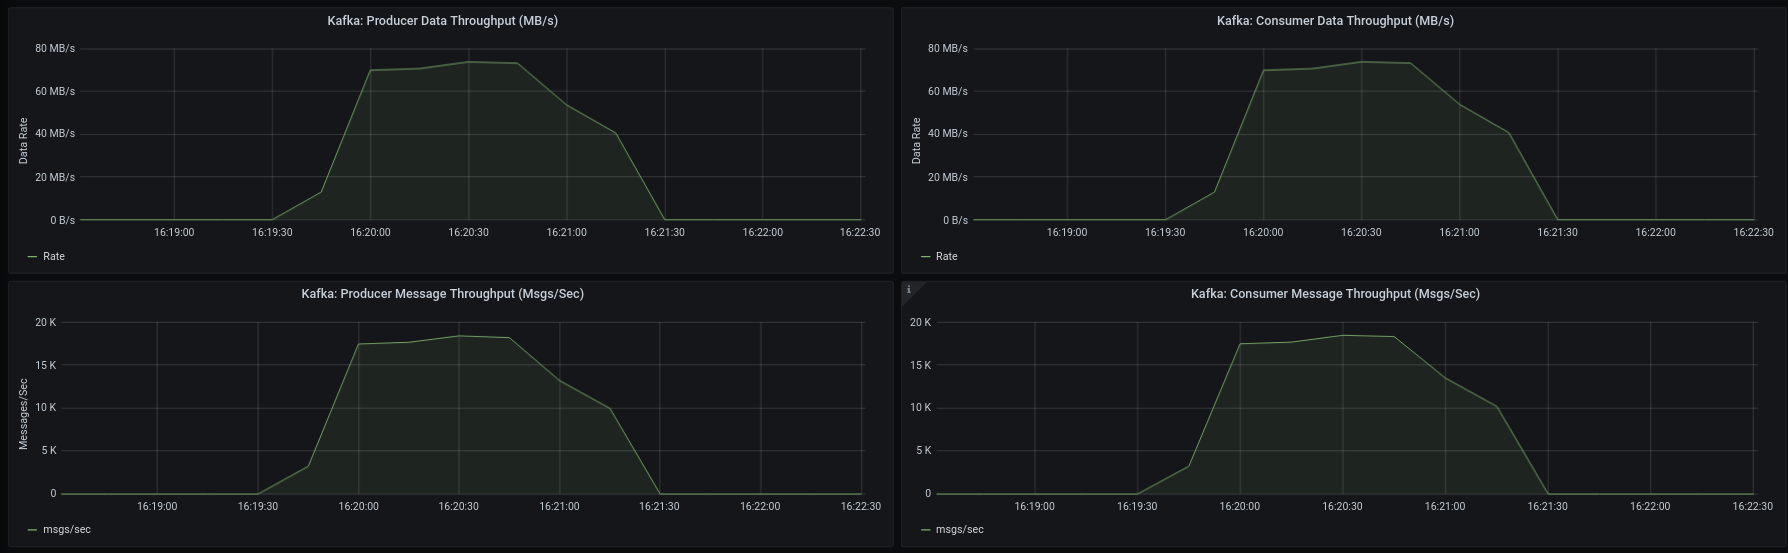 Kafka: Producer Data Throughput (MB/s)
80 MB/s
60 MB/s
40 MB/s
20 MB/s
0 B/s
Data Rate
16:19:00 16:19:30 16:20:00 16:20:30 16:21:00 16:21:30 16:22:00 16:22:30
Rate
Kafka: Consumer Data Throughput (MB/s)
80 MB/s
60 MB/s
40 MB/s
20 MB/s
0 B/s
Data Rate
16:19:00 16:19:30 16:20:00 16:20:30 16:21:00 16:21:30 16:22:00 16:22:30
Rate
Kafka: Producer Message Throughput (Msgs/Sec)
20 K
15 K
10 K
5 K
0
Messages/Sec
16:19:00 16:19:30 16:20:00 16:20:30 16:21:00 16:21:30 16:22:00 16:22:30
msgs/sec
i
Kafka: Consumer Message Throughput (Msgs/Sec)
20 K
15 K
10 K
5 K
0
16:19:00 16:19:30 16:20:00 16:20:30 16:21:00 16:21:30 16:22:00 16:22:30
msgs/sec